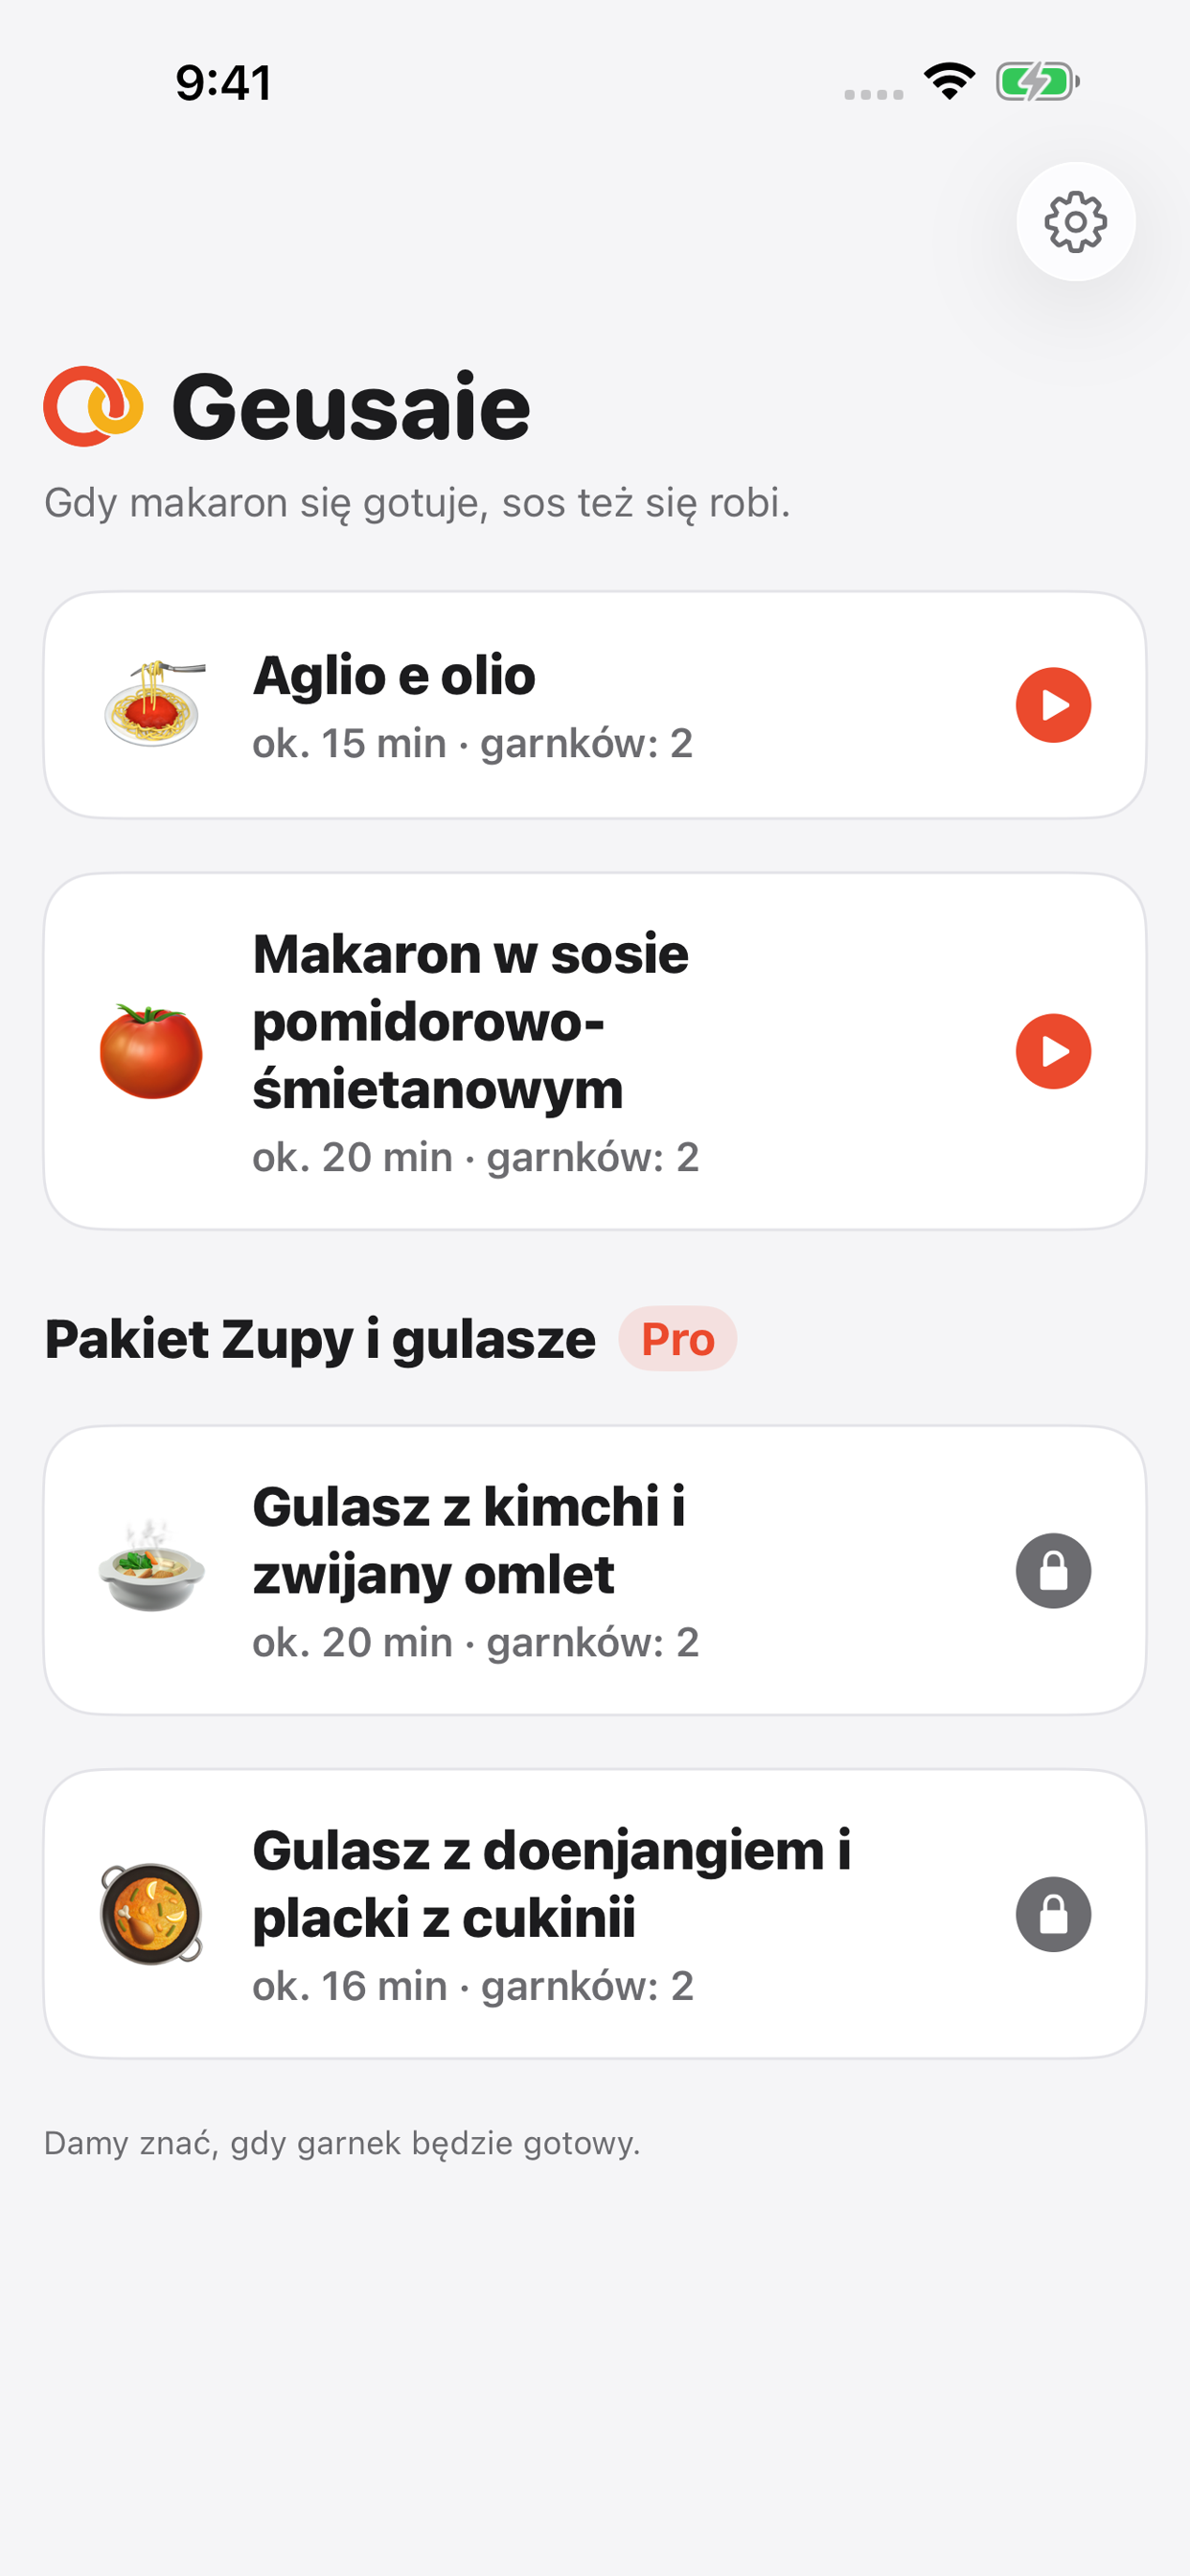 9:41
Geusaie
Gdy makaron się gotuje, sos też się robi.
Aglio e olio
ok. 15 min · garnków: 2
Makaron w sosie
pomidorowo-
śmietanowym
ok. 20 min · garnków: 2
Pakiet Zupy i gulasze Pro
Gulasz z kimchi i
zwijany omlet
ok. 20 min · garnków: 2
Gulasz z doenjangiem i
placki z cukinii
ok. 16 min · garnków: 2
Damy znać, gdy garnek będzie gotowy.